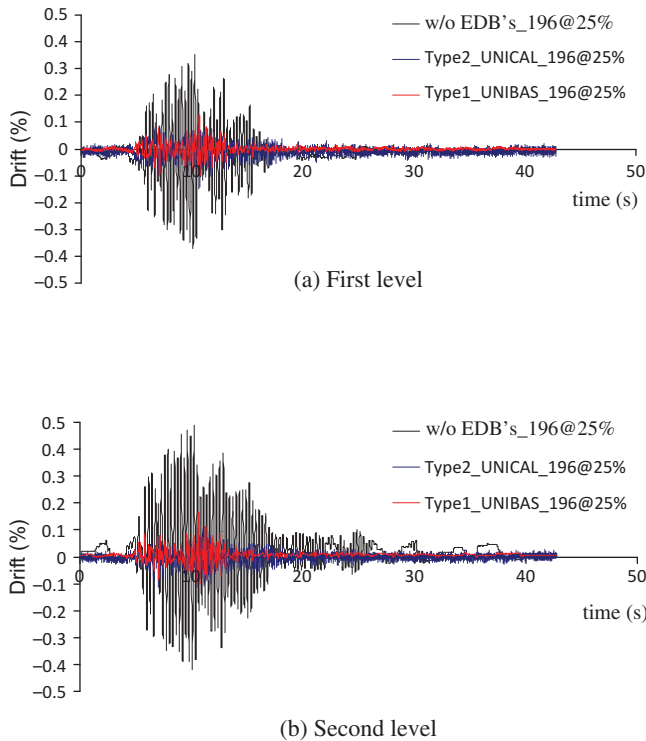 0.5
0.4
0.3
0.2
0.1
0
−0.1
−0.2
−0.3
−0.4
−0.5
Drift (%)
0
10
20
30
40
50
time (s)
w/o EDB's_196@25%
Type2_UNICAL_196@25%
Type1_UNIBAS_196@25%
(a) First level
0.5
0.4
0.3
0.2
0.1
0
−0.1
−0.2
−0.3
−0.4
−0.5
Drift (%)
0
10
20
30
40
50
time (s)
w/o EDB's_196@25%
Type2_UNICAL_196@25%
Type1_UNIBAS_196@25%
(b) Second level